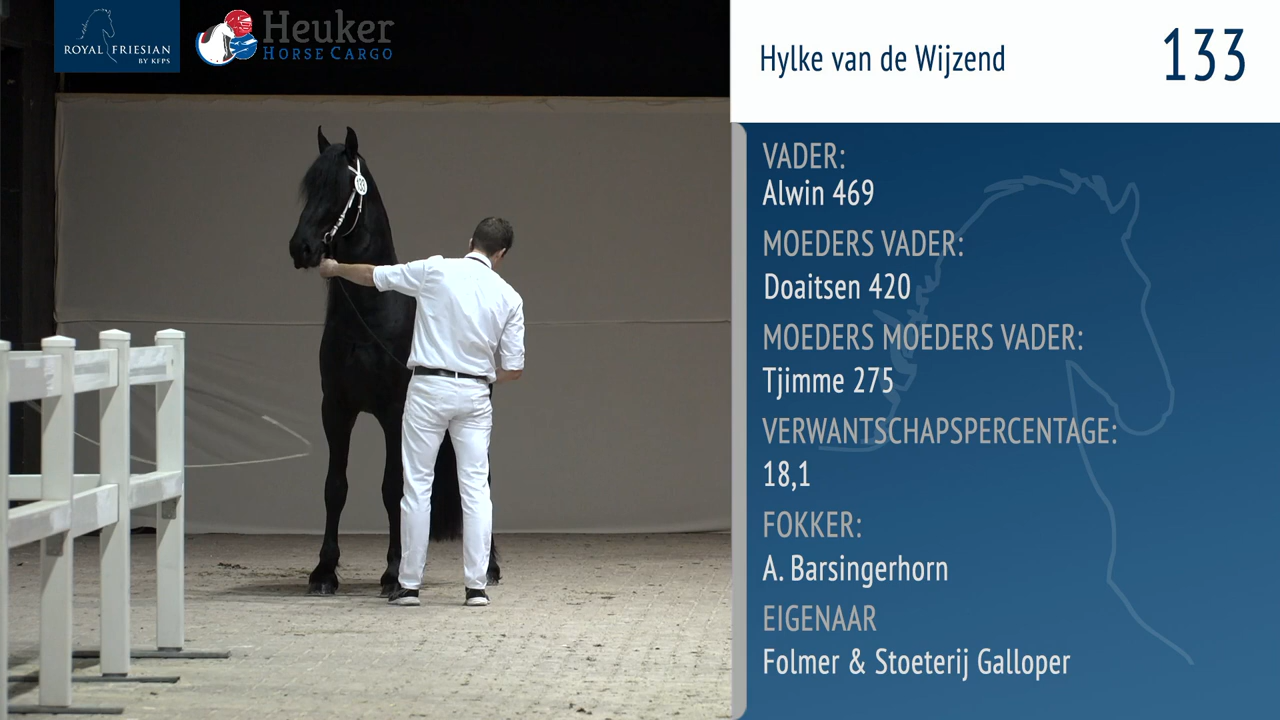 ROYAL FRIESIAN
BY KFPS
Heuker
HORSE CARGO
Hylke van de Wijzend
133
VADER:
Alwin 469
MOEDERS VADER:
Doaitsen 420
MOEDERS MOEDERS VADER:
Tjimme 275
VERWANTSCHAPSPERCENTAGE:
18,1
FOKKER:
A. Barsingerhorn
EIGENAAR
Folmer & Stoeterij Galloper